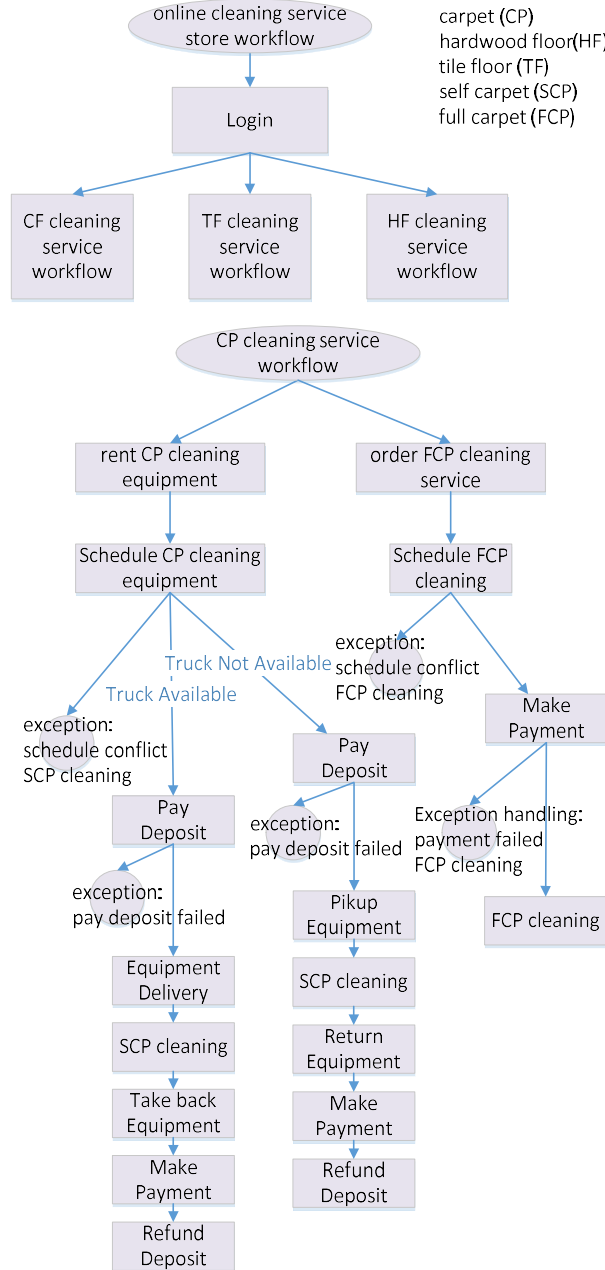 online cleaning service
store workflow
carpet (CP)
hardwood floor(HF)
tile floor (TF)
self carpet (SCP)
full carpet (FCP)
Login
CF cleaning
service
workflow
TF cleaning
service
workflow
HF cleaning
service
workflow
CP cleaning service
workflow
rent CP cleaning
equipment
order FCP cleaning
service
Schedule CP cleaning
equipment
Schedule FCP
cleaning
Truck Not Available
Truck Available
exception:
schedule conflict
FCP cleaning
exception:
schedule conflict
SCP cleaning
Make
Payment
Pay
Deposit
Pay
Deposit
exception:
pay deposit failed
Exception handling:
payment failed
FCP cleaning
exception:
pay deposit failed
Pikup
Equipment
FCP cleaning
Equipment
Delivery
SCP cleaning
SCP cleaning
Return
Equipment
Take back
Equipment
Make
Payment
Make
Payment
Refund
Deposit
Refund
Deposit